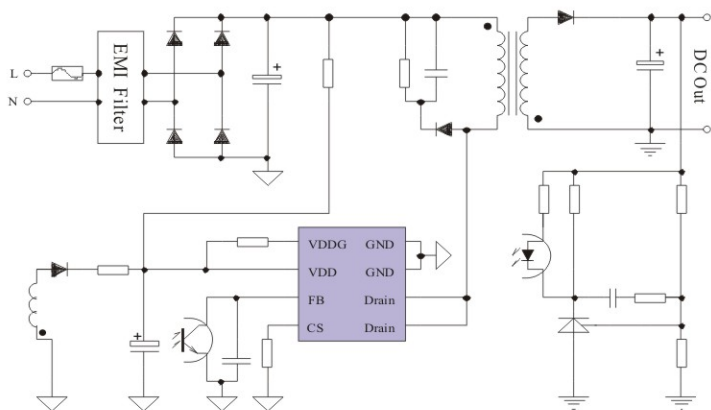 L
N
EMI Filter
DC Out
VDDG GND
VDD GND
FB Drain
CS Drain
+
+
+